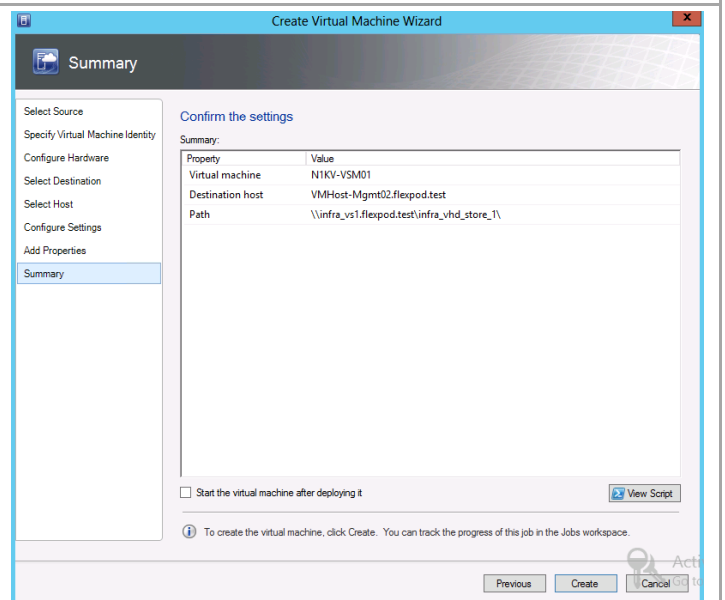 Create Virtual Machine Wizard
x
Summary
Select Source
Specify Virtual Machine Identity
Configure Hardware
Select Destination
Select Host
Configure Settings
Add Properties
Summary
Confirm the settings
Summary:
Property Value
Virtual machine N1KV-VSM01
Destination host VMHost-Mgmt02.flexpod.test
Path \\infra_vs1.flexpod.test\infra_vhd_store_1\
Start the virtual machine after deploying it
View Script
To create the virtual machine, click Create. You can track the progress of this job in the Jobs workspace.
Acti
Go to
Previous Create Cancel